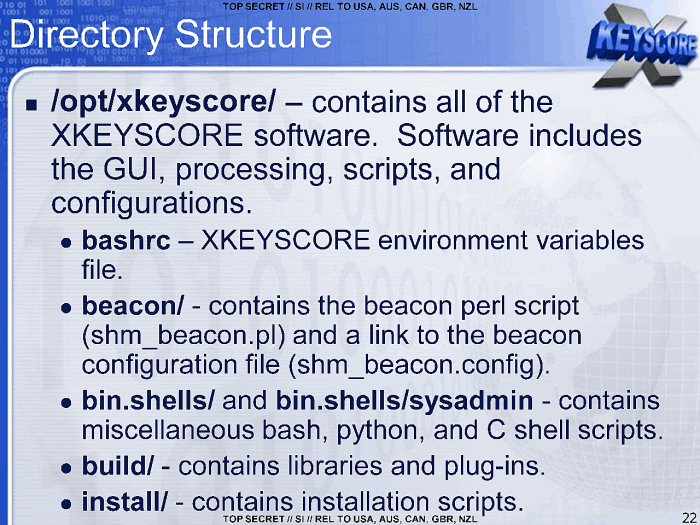 TOP SECRET // SI // REL TO USA, AUS, CAN, GBR, NZL
Directory Structure
X
KEYSCORE
■ /opt/xkeyscore/ – contains all of the
XKEYSCORE software.  Software includes
the GUI, processing, scripts, and
configurations.
● bashrc – XKEYSCORE environment variables
file.
● beacon/ - contains the beacon perl script
(shm_beacon.pl) and a link to the beacon
configuration file (shm_beacon.config).
● bin.shells/ and bin.shells/sysadmin - contains
miscellaneous bash, python, and C shell scripts.
● build/ - contains libraries and plug-ins.
● install/ - contains installation scripts.
TOP SECRET // SI // REL TO USA, AUS, CAN, GBR, NZL
22